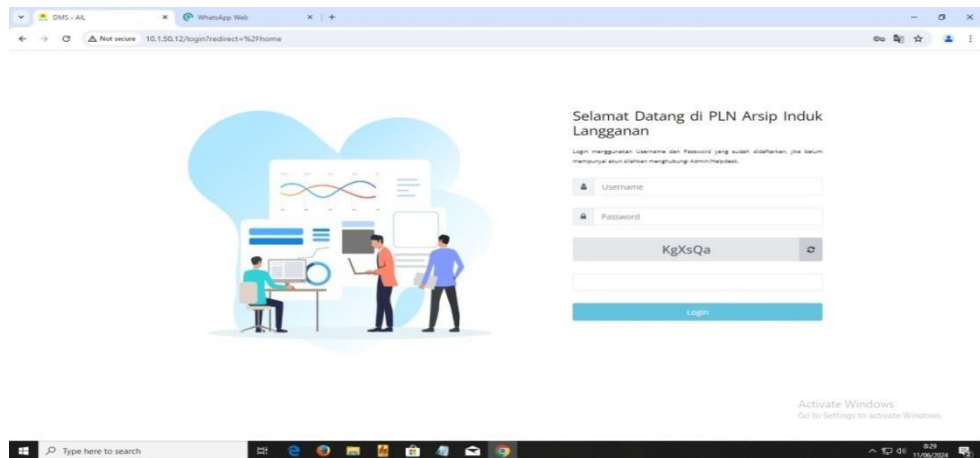 DMS - AIL
WhatsApp Web
Not secure
10.1.50.12/login?redirect=%2Fhome
Selamat Datang di PLN Arsip Induk
Langganan
Login menggunakan Username dan Password yang sudah didaftarkan, jika belum
mempunyai akun silahkan menghubungi Admin/Helpdesk.
Username
Password
KgXsQa
Login
Activate Windows
Go to Settings to activate Windows.
Type here to search
8:29
11/06/2024